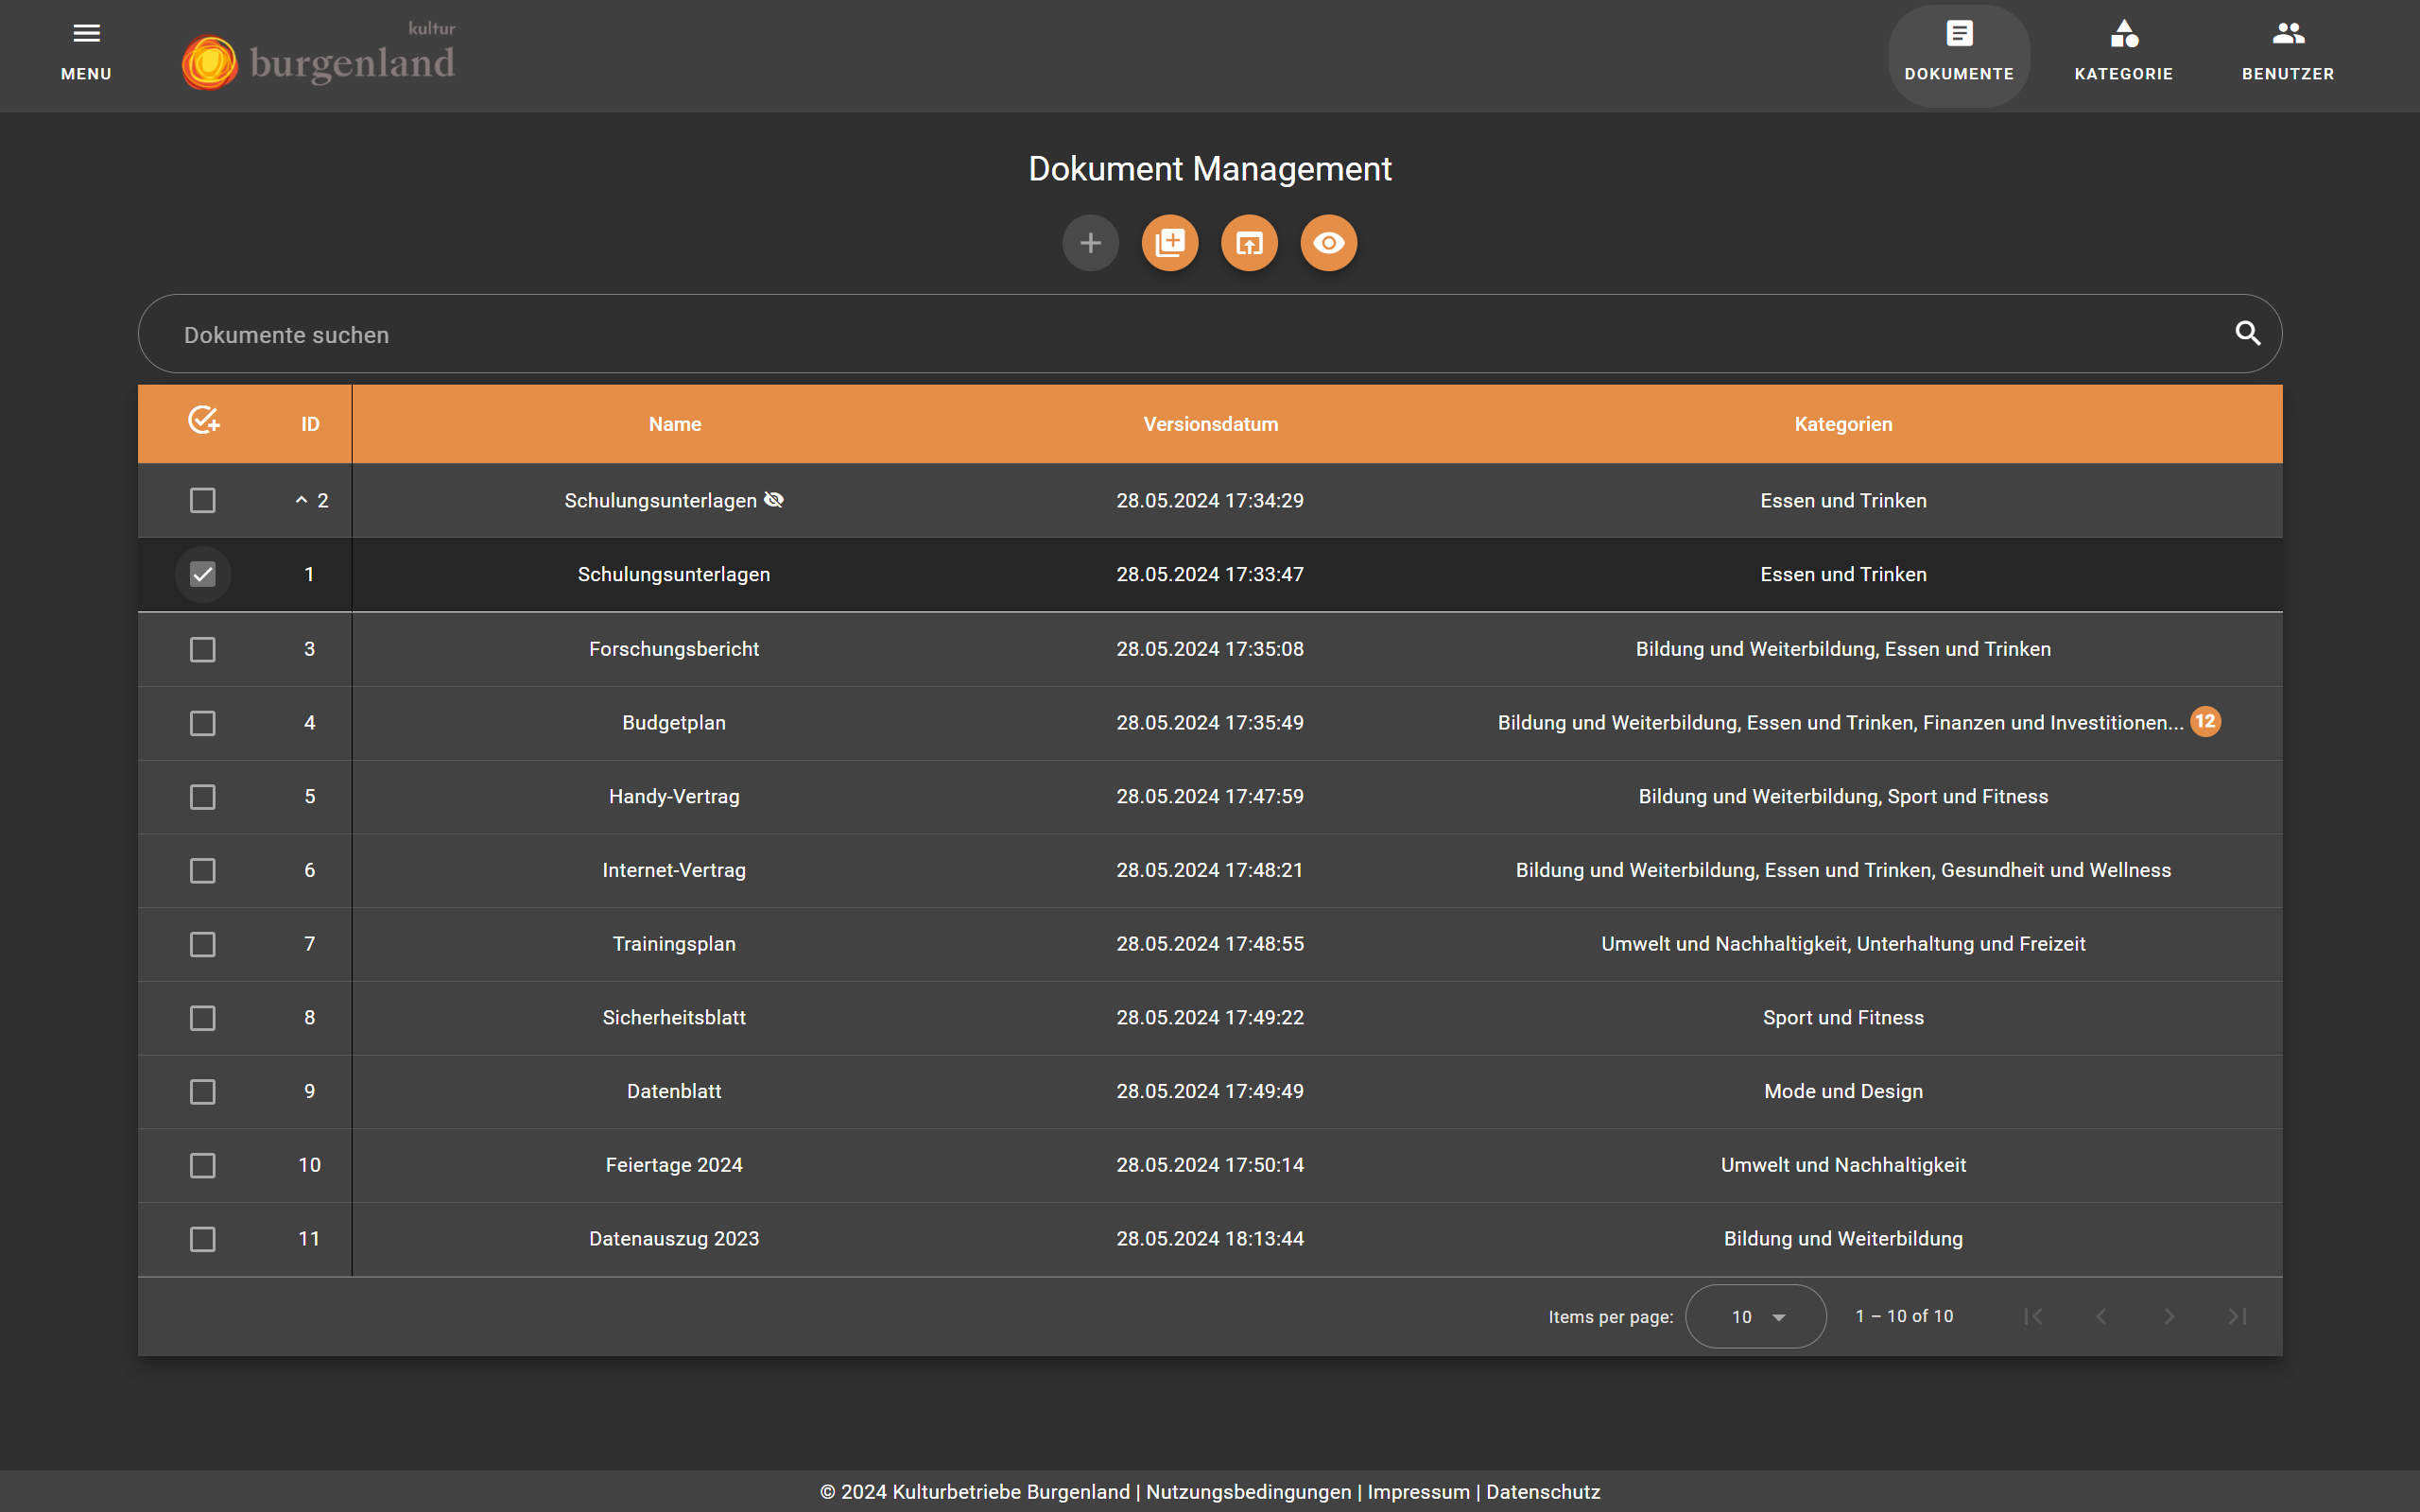 MENU
kultur
burgenland
DOKUMENTE
KATEGORIE
BENUTZER
Dokument Management
Dokumente suchen
ID Name Versionsdatum Kategorien
2 Schulungsunterlagen 28.05.2024 17:34:29 Essen und Trinken
1 Schulungsunterlagen 28.05.2024 17:33:47 Essen und Trinken
3 Forschungsbericht 28.05.2024 17:35:08 Bildung und Weiterbildung, Essen und Trinken
4 Budgetplan 28.05.2024 17:35:49 Bildung und Weiterbildung, Essen und Trinken, Finanzen und Investitionen... 12
5 Handy-Vertrag 28.05.2024 17:47:59 Bildung und Weiterbildung, Sport und Fitness
6 Internet-Vertrag 28.05.2024 17:48:21 Bildung und Weiterbildung, Essen und Trinken, Gesundheit und Wellness
7 Trainingsplan 28.05.2024 17:48:55 Umwelt und Nachhaltigkeit, Unterhaltung und Freizeit
8 Sicherheitsblatt 28.05.2024 17:49:22 Sport und Fitness
9 Datenblatt 28.05.2024 17:49:49 Mode und Design
10 Feiertage 2024 28.05.2024 17:50:14 Umwelt und Nachhaltigkeit
11 Datenauszug 2023 28.05.2024 18:13:44 Bildung und Weiterbildung
Items per page: 10 1 – 10 of 10
© 2024 Kulturbetriebe Burgenland | Nutzungsbedingungen | Impressum | Datenschutz